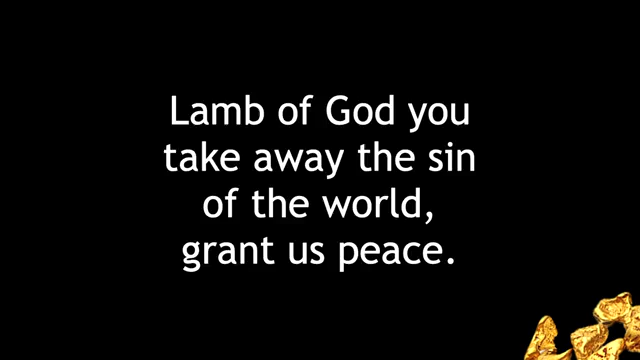 Lamb of God you
take away the sin
of the world,
grant us peace.